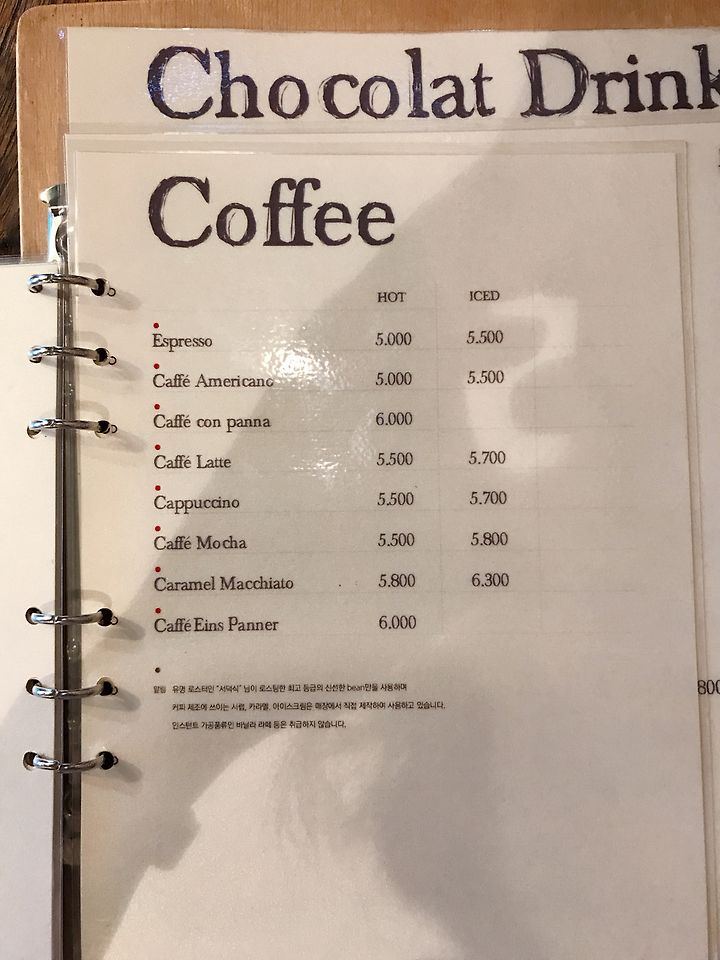 Chocolat Drink
Coffee
HOT ICED
Espresso 5.000 5.500
Caffé Americano 5.000 5.500
Caffé con panna 6.000
Caffé Latte 5.500 5.700
Cappuccino 5.500 5.700
Caffé Mocha 5.500 5.800
Caramel Macchiato 5.800 6.300
Caffé Eins Panner 6.000
800
알림 유명 로스터인 "서덕식" 님이 로스팅한 최고 등급의 신선한 bean만을 사용하며
커피 제조에 쓰이는 시럽, 카라멜, 아이스크림은 매장에서 직접 제작하여 사용하고 있습니다.
인스턴트 가공품류인 바닐라 라떼 등은 취급하지 않습니다.